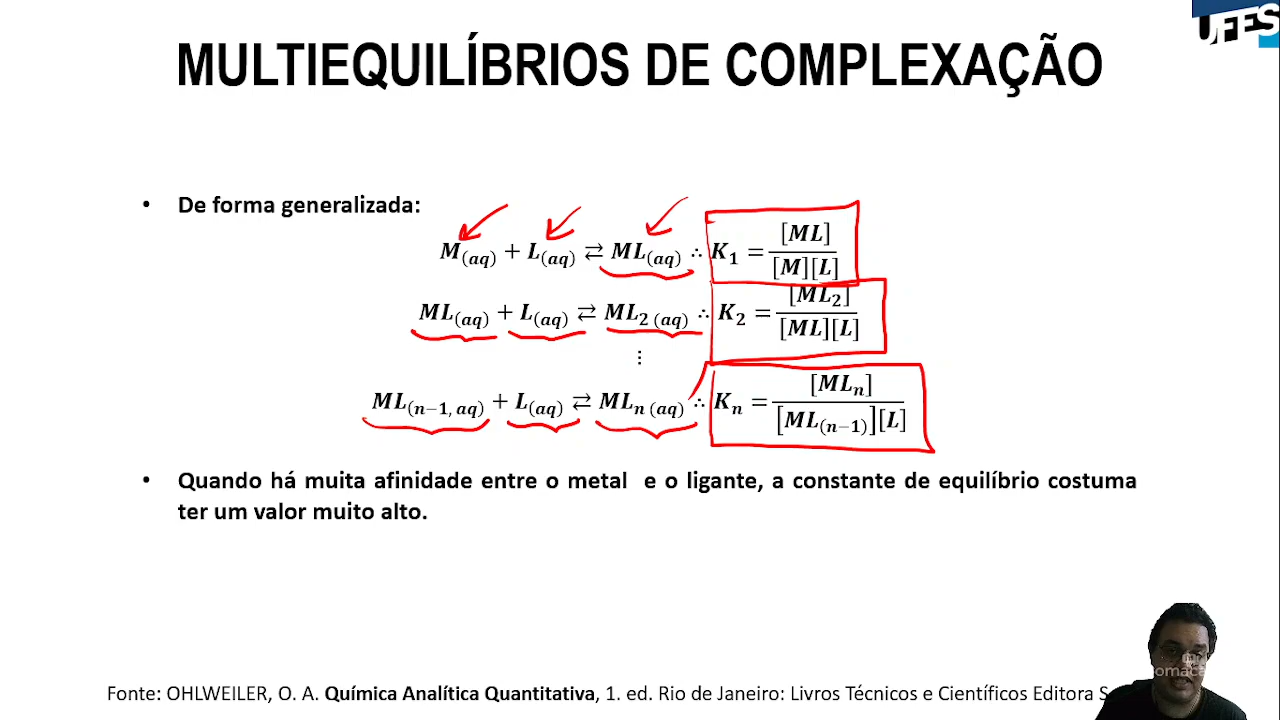 UFES
MULTIEQUILÍBRIOS DE COMPLEXAÇÃO
• De forma generalizada:
M(aq) + L(aq) ⇄ ML(aq) ∴ K1 = [ML] / [M][L]
ML(aq) + L(aq) ⇄ ML2 (aq) ∴ K2 = [ML2] / [ML][L]
⋮
ML(n−1, aq) + L(aq) ⇄ MLn (aq) ∴ Kn = [MLn] / [ML(n−1)][L]
• Quando há muita afinidade entre o metal e o ligante, a constante de equilíbrio costuma
ter um valor muito alto.
Fonte: OHLWEILER, O. A. Química Analítica Quantitativa, 1. ed. Rio de Janeiro: Livros Técnicos e Científicos Editora S